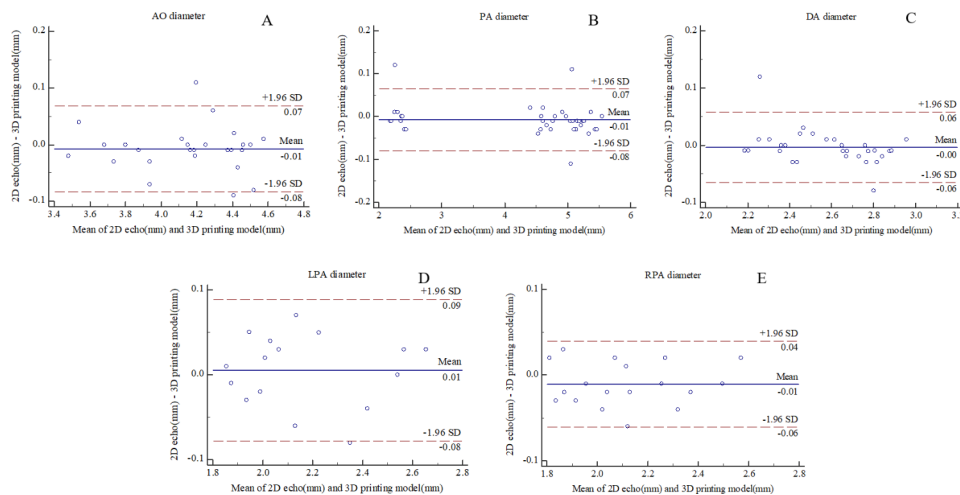 AO diameter
A
2D echo(mm) - 3D printing model(mm)
0.2
0.1
0.0
-0.1
+1.96 SD
0.07
Mean
-0.01
-1.96 SD
-0.08
3.4 3.6 3.8 4.0 4.2 4.4 4.6 4.8
Mean of 2D echo(mm) and 3D printing model(mm)
PA diameter
B
2D echo(mm) - 3D printing model(mm)
0.2
0.1
0.0
-0.1
-0.2
+1.96 SD
0.07
Mean
-0.01
-1.96 SD
-0.08
2 3 4 5 6
Mean of 2D echo(mm) and 3D printing model(mm)
DA diameter
C
2D echo(mm) - 3D printing model(mm)
0.2
0.1
0.0
-0.1
+1.96 SD
0.06
Mean
-0.00
-1.96 SD
-0.06
2.0 2.2 2.4 2.6 2.8 3.0 3.2
Mean of 2D echo(mm) and 3D printing model(mm)
LPA diameter
D
2D echo(mm) - 3D printing model(mm)
0.1
0.0
-0.1
+1.96 SD
0.09
Mean
0.01
-1.96 SD
-0.08
1.8 2.0 2.2 2.4 2.6 2.8
Mean of 2D echo(mm) and 3D printing model(mm)
RPA diameter
E
2D echo(mm) - 3D printing model(mm)
0.1
0.0
-0.1
+1.96 SD
0.04
Mean
-0.01
-1.96 SD
-0.06
1.8 2.0 2.2 2.4 2.6 2.8
Mean of 2D echo(mm) and 3D printing model(mm)